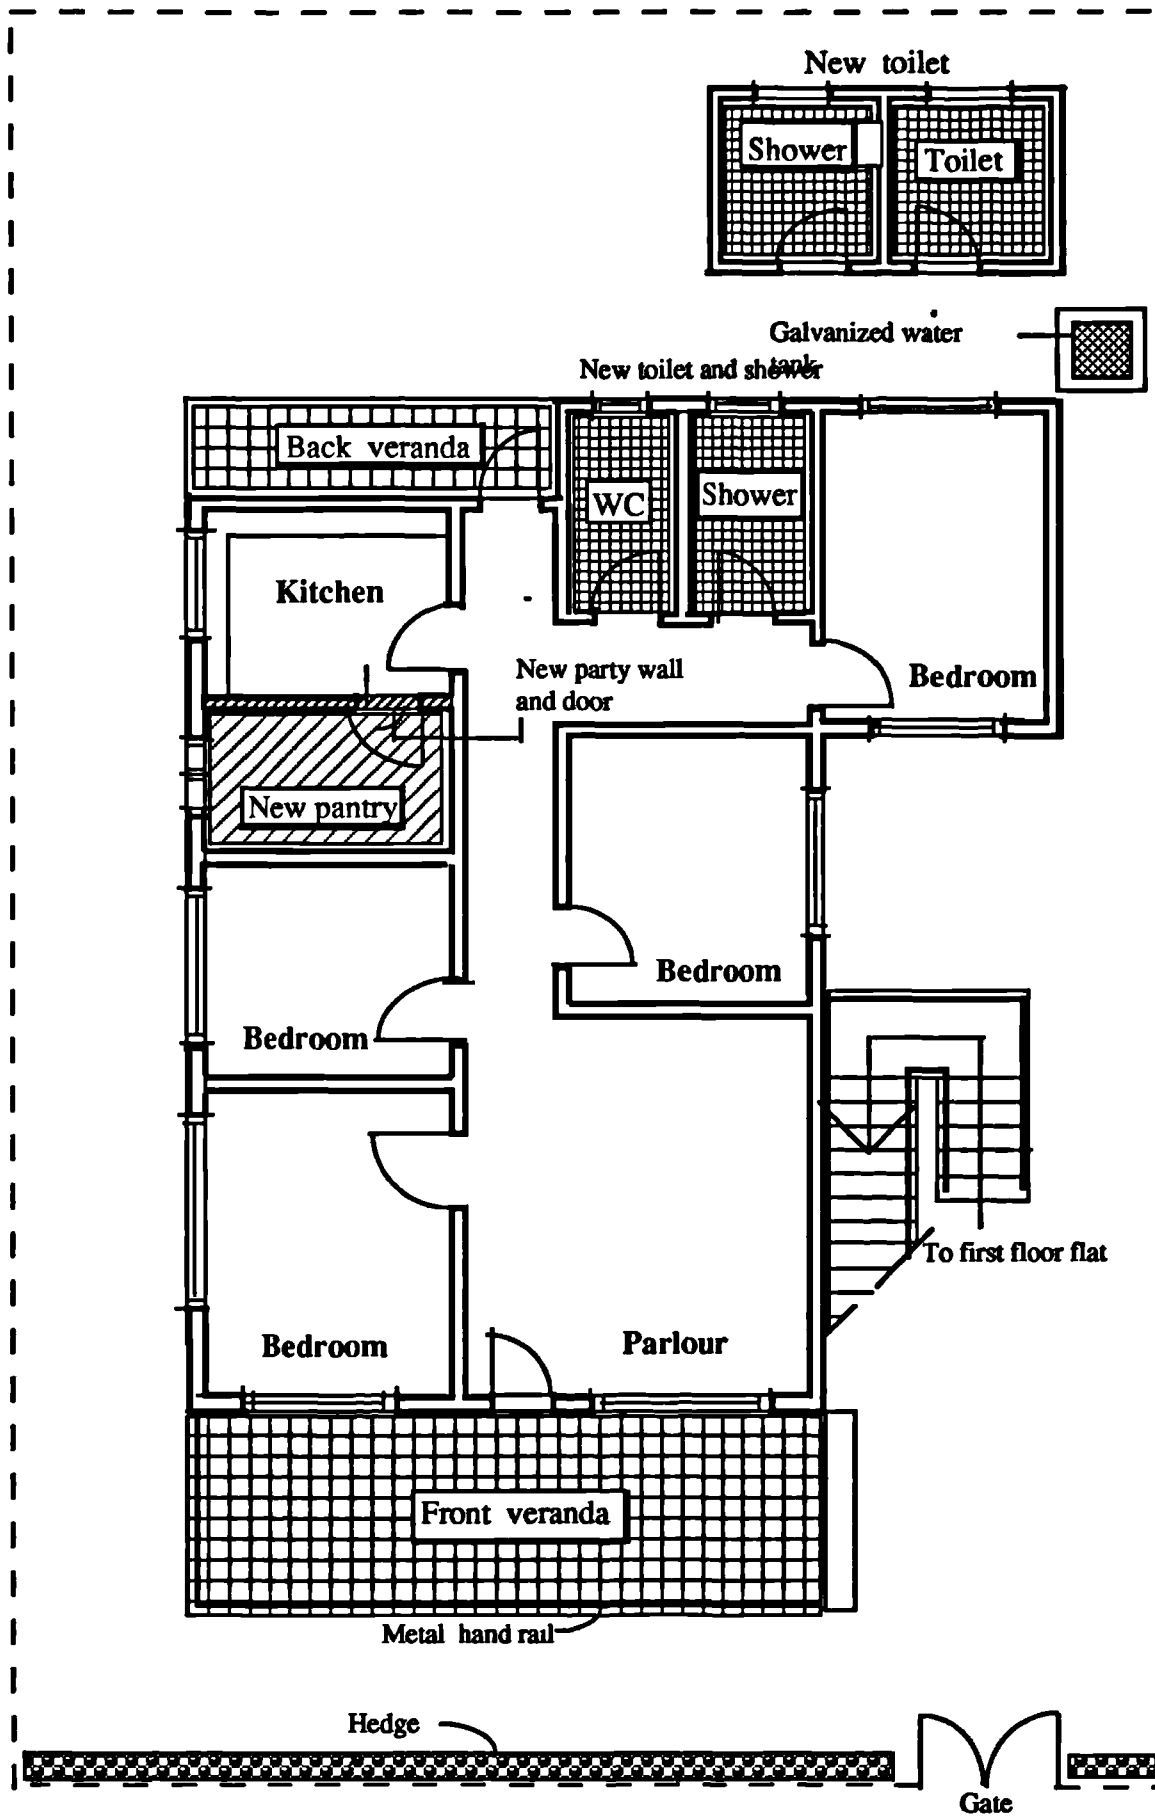 New toilet
Shower
Toilet
Galvanized water
tank
New toilet and shower
Back veranda
WC
Shower
Kitchen
New party wall
and door
Bedroom
New pantry
Bedroom
Bedroom
To first floor flat
Bedroom
Parlour
Front veranda
Metal hand rail
Hedge
Gate